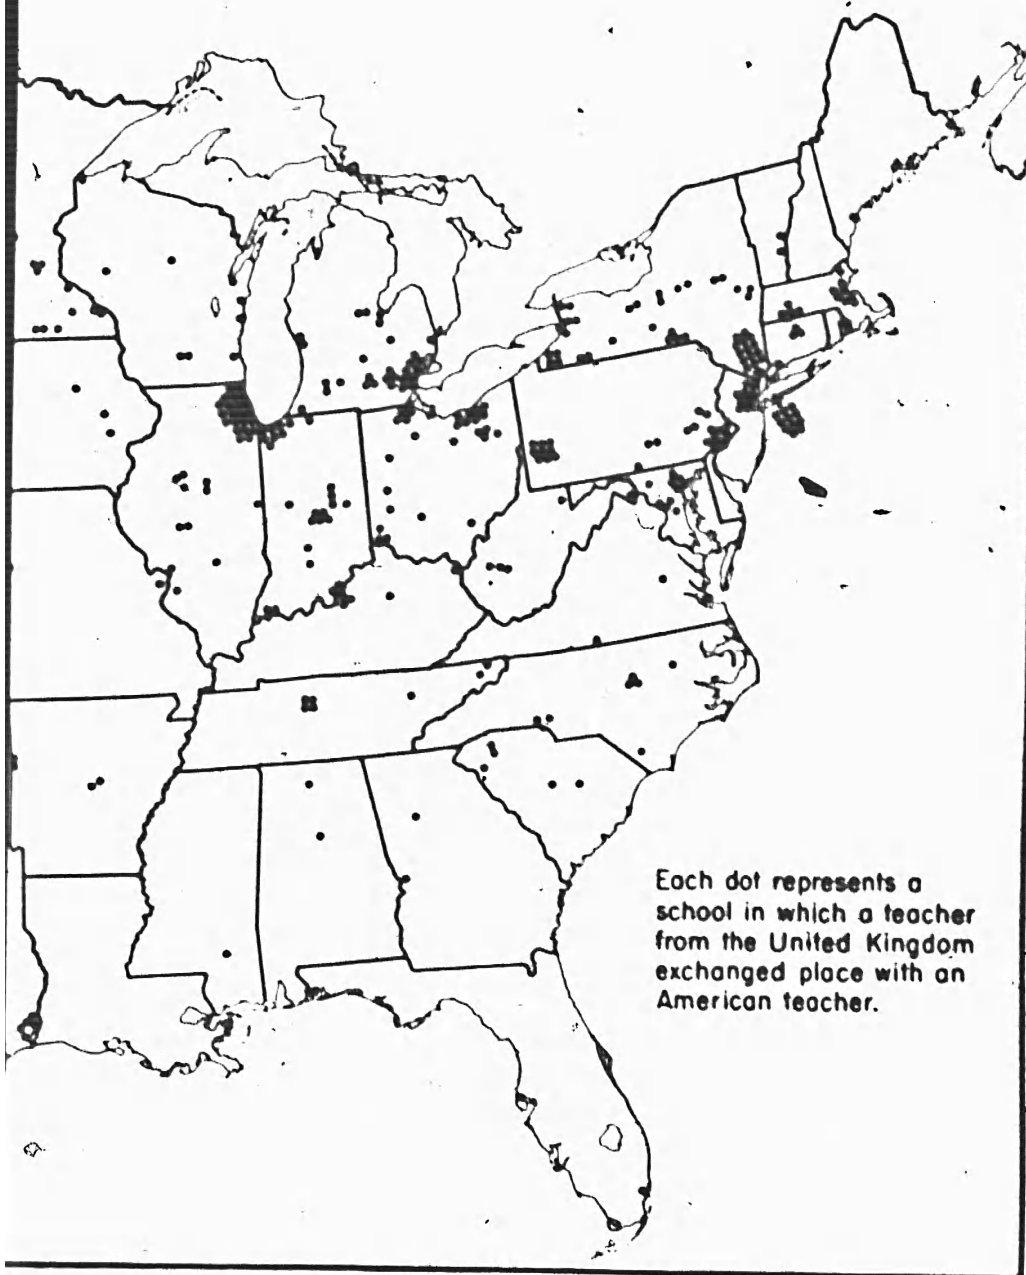 Each dot represents a
school in which a teacher
from the United Kingdom
exchanged place with an
American teacher.